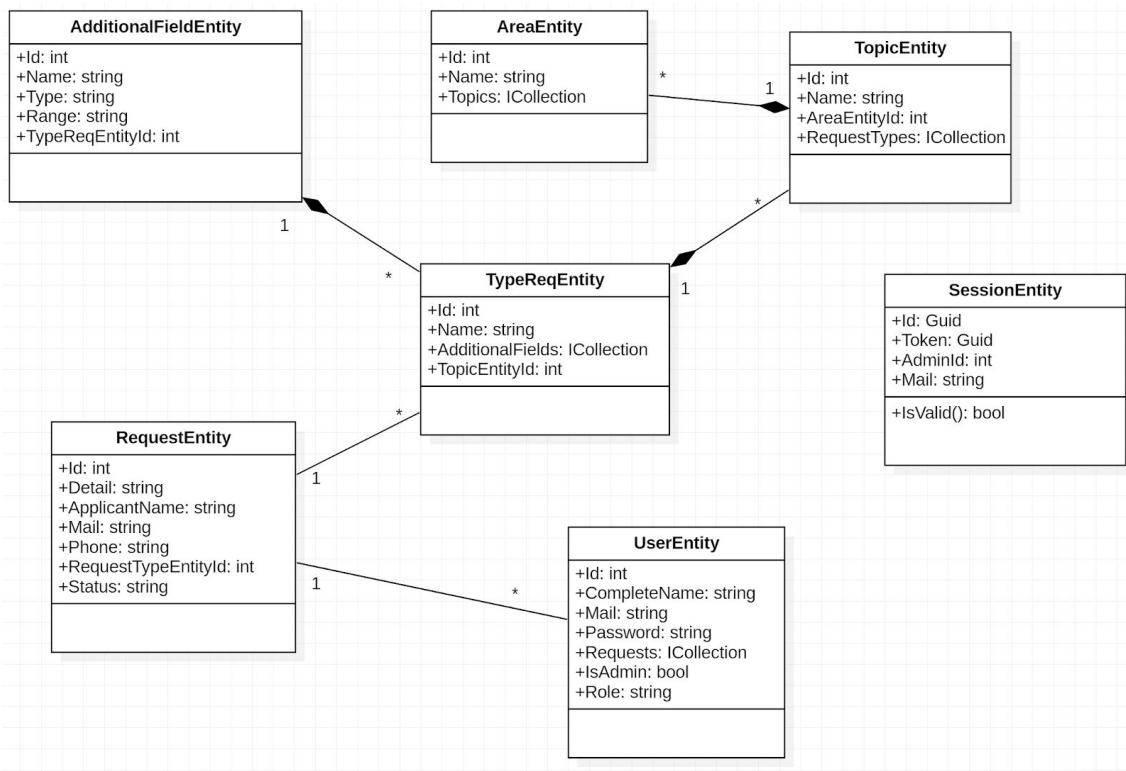 AdditionalFieldEntity
+Id: int
+Name: string
+Type: string
+Range: string
+TypeReqEntityId: int
AreaEntity
+Id: int
+Name: string
+Topics: ICollection
TopicEntity
+Id: int
+Name: string
+AreaEntityId: int
+RequestTypes: ICollection
*
1
*
1
1
*
TypeReqEntity
+Id: int
+Name: string
+AdditionalFields: ICollection
+TopicEntityId: int
SessionEntity
+Id: Guid
+Token: Guid
+AdminId: int
+Mail: string
+IsValid(): bool
*
1
RequestEntity
+Id: int
+Detail: string
+ApplicantName: string
+Mail: string
+Phone: string
+RequestTypeEntityId: int
+Status: string
1
*
UserEntity
+Id: int
+CompleteName: string
+Mail: string
+Password: string
+Requests: ICollection
+IsAdmin: bool
+Role: string